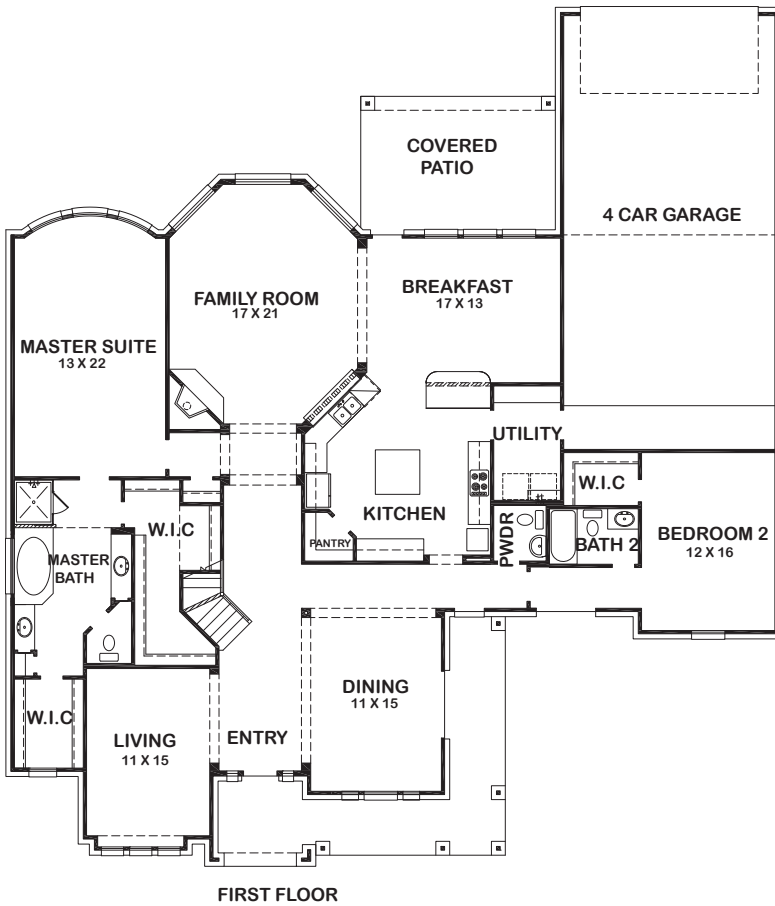 COVERED
PATIO
4 CAR GARAGE
FAMILY ROOM
17 X 21
BREAKFAST
17 X 13
MASTER SUITE
13 X 22
UTILITY
W.I.C
KITCHEN
PANTRY
PWDR
BATH 2
BEDROOM 2
12 X 16
W.I.C
MASTER
BATH
DINING
11 X 15
W.I.C
LIVING
11 X 15
ENTRY
FIRST FLOOR